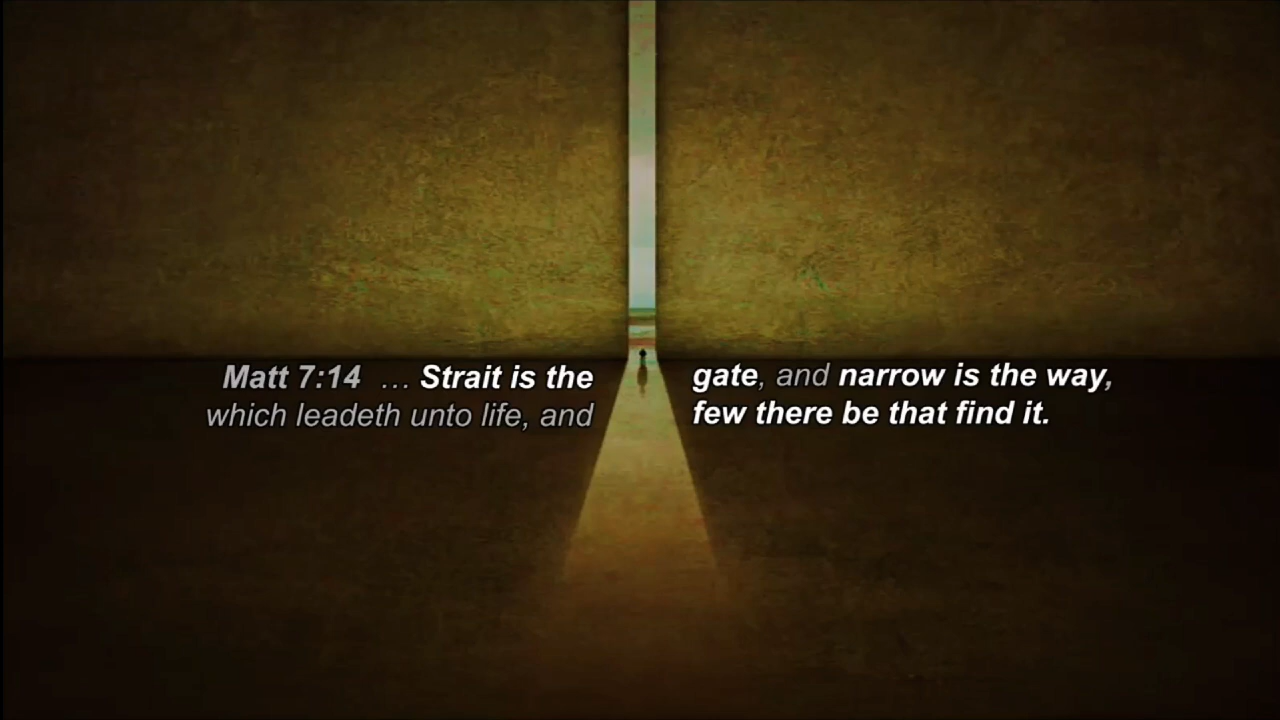 Matt 7:14 … Strait is the gate, and narrow is the way,
which leadeth unto life, and few there be that find it.